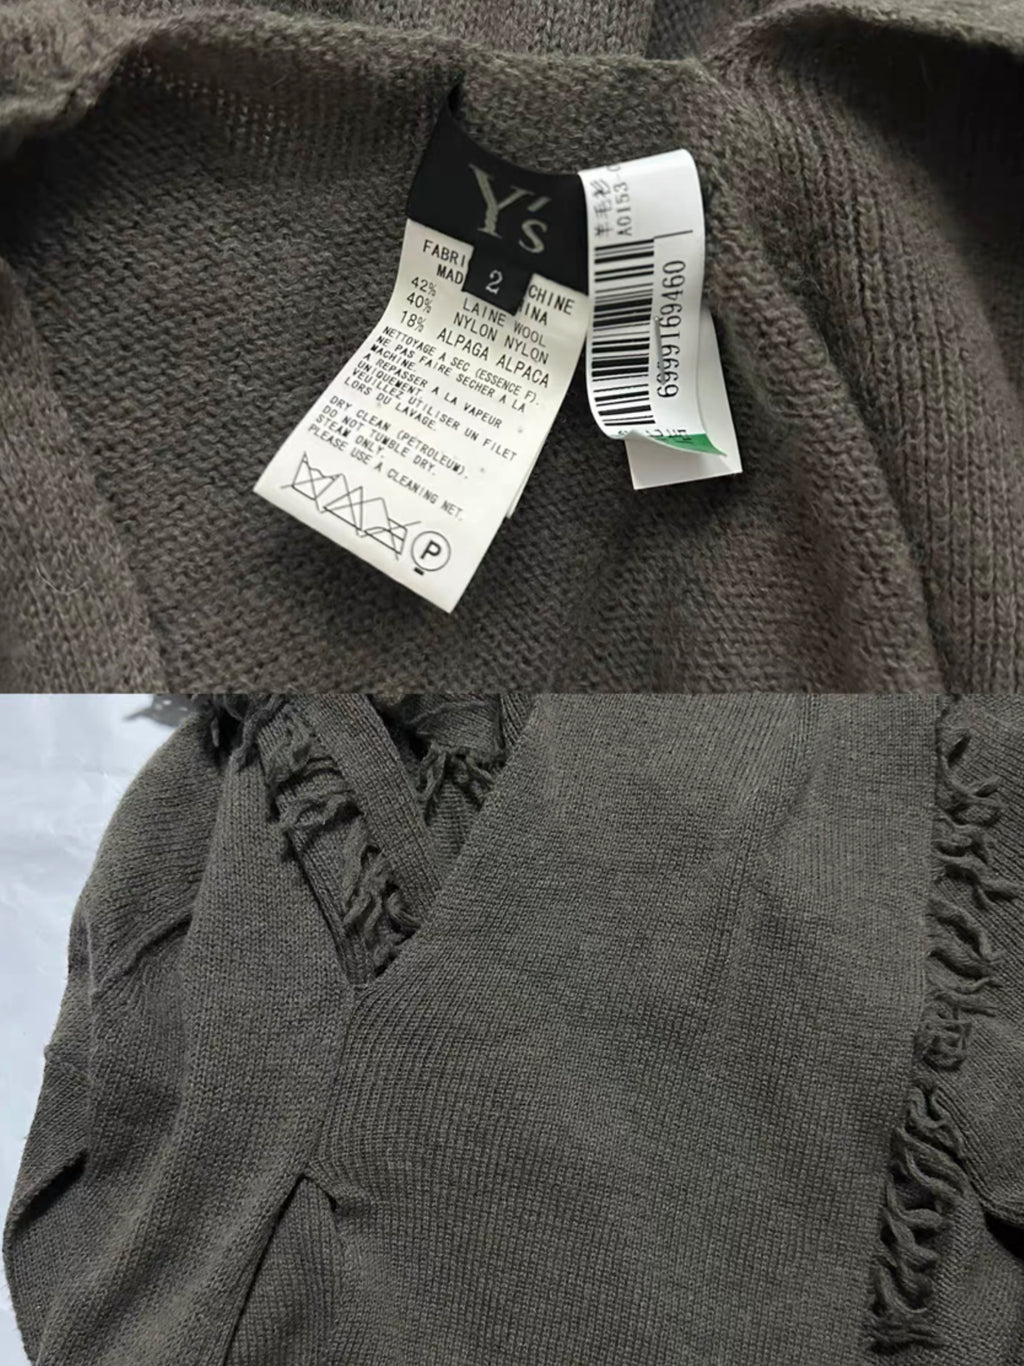 Y's
2
FABRI CHINE
MAD INA
42% LAINE WOOL
40% NYLON NYLON
18% ALPAGA ALPACA
NETTOYAGE A SEC (ESSENCE F).
NE PAS FAIRE SECHER A LA
MACHINE.
A REPASSER A LA VAPEUR
UNIQUEMENT.
VEUILLEZ UTILISER UN FILET
LORS DU LAVAGE.
DRY CLEAN (PETROLEUM).
DO NOT TUMBLE DRY.
STEAM ONLY.
PLEASE USE A CLEANING NET.
P
羊毛衫
A0153-0
6999169460